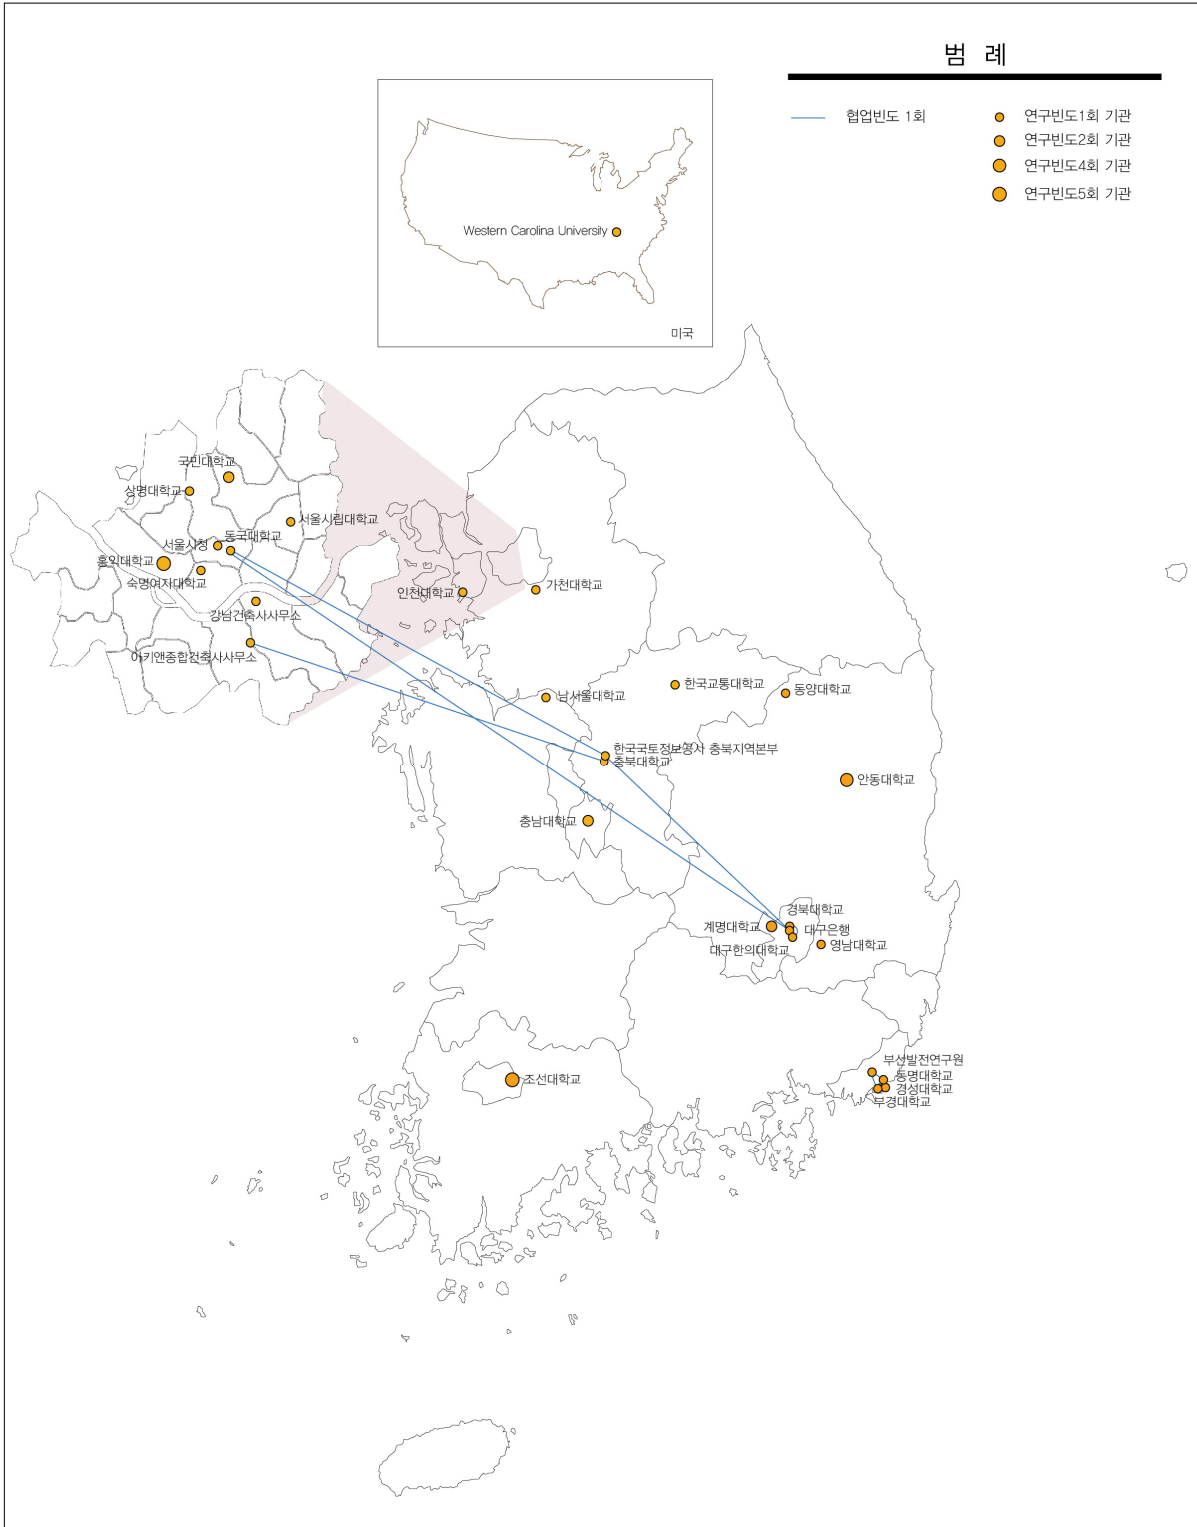 범 례
협업빈도 1회
연구빈도1회 기관
연구빈도2회 기관
연구빈도4회 기관
연구빈도5회 기관
Western Carolina University
미국
국민대학교
상명대학교
서울시립대학교
동국대학교
서울시청
홍익대학교
숙명여자대학교
강남건축사사무소
아키앤종합건축사사무소
인천대학교
가천대학교
남서울대학교
한국교통대학교
동양대학교
한국국토정보공사 충북지역본부
충북대학교
안동대학교
충남대학교
경북대학교
계명대학교
대구은행
대구한의대학교
영남대학교
조선대학교
부산발전연구원
동명대학교
경성대학교
부경대학교